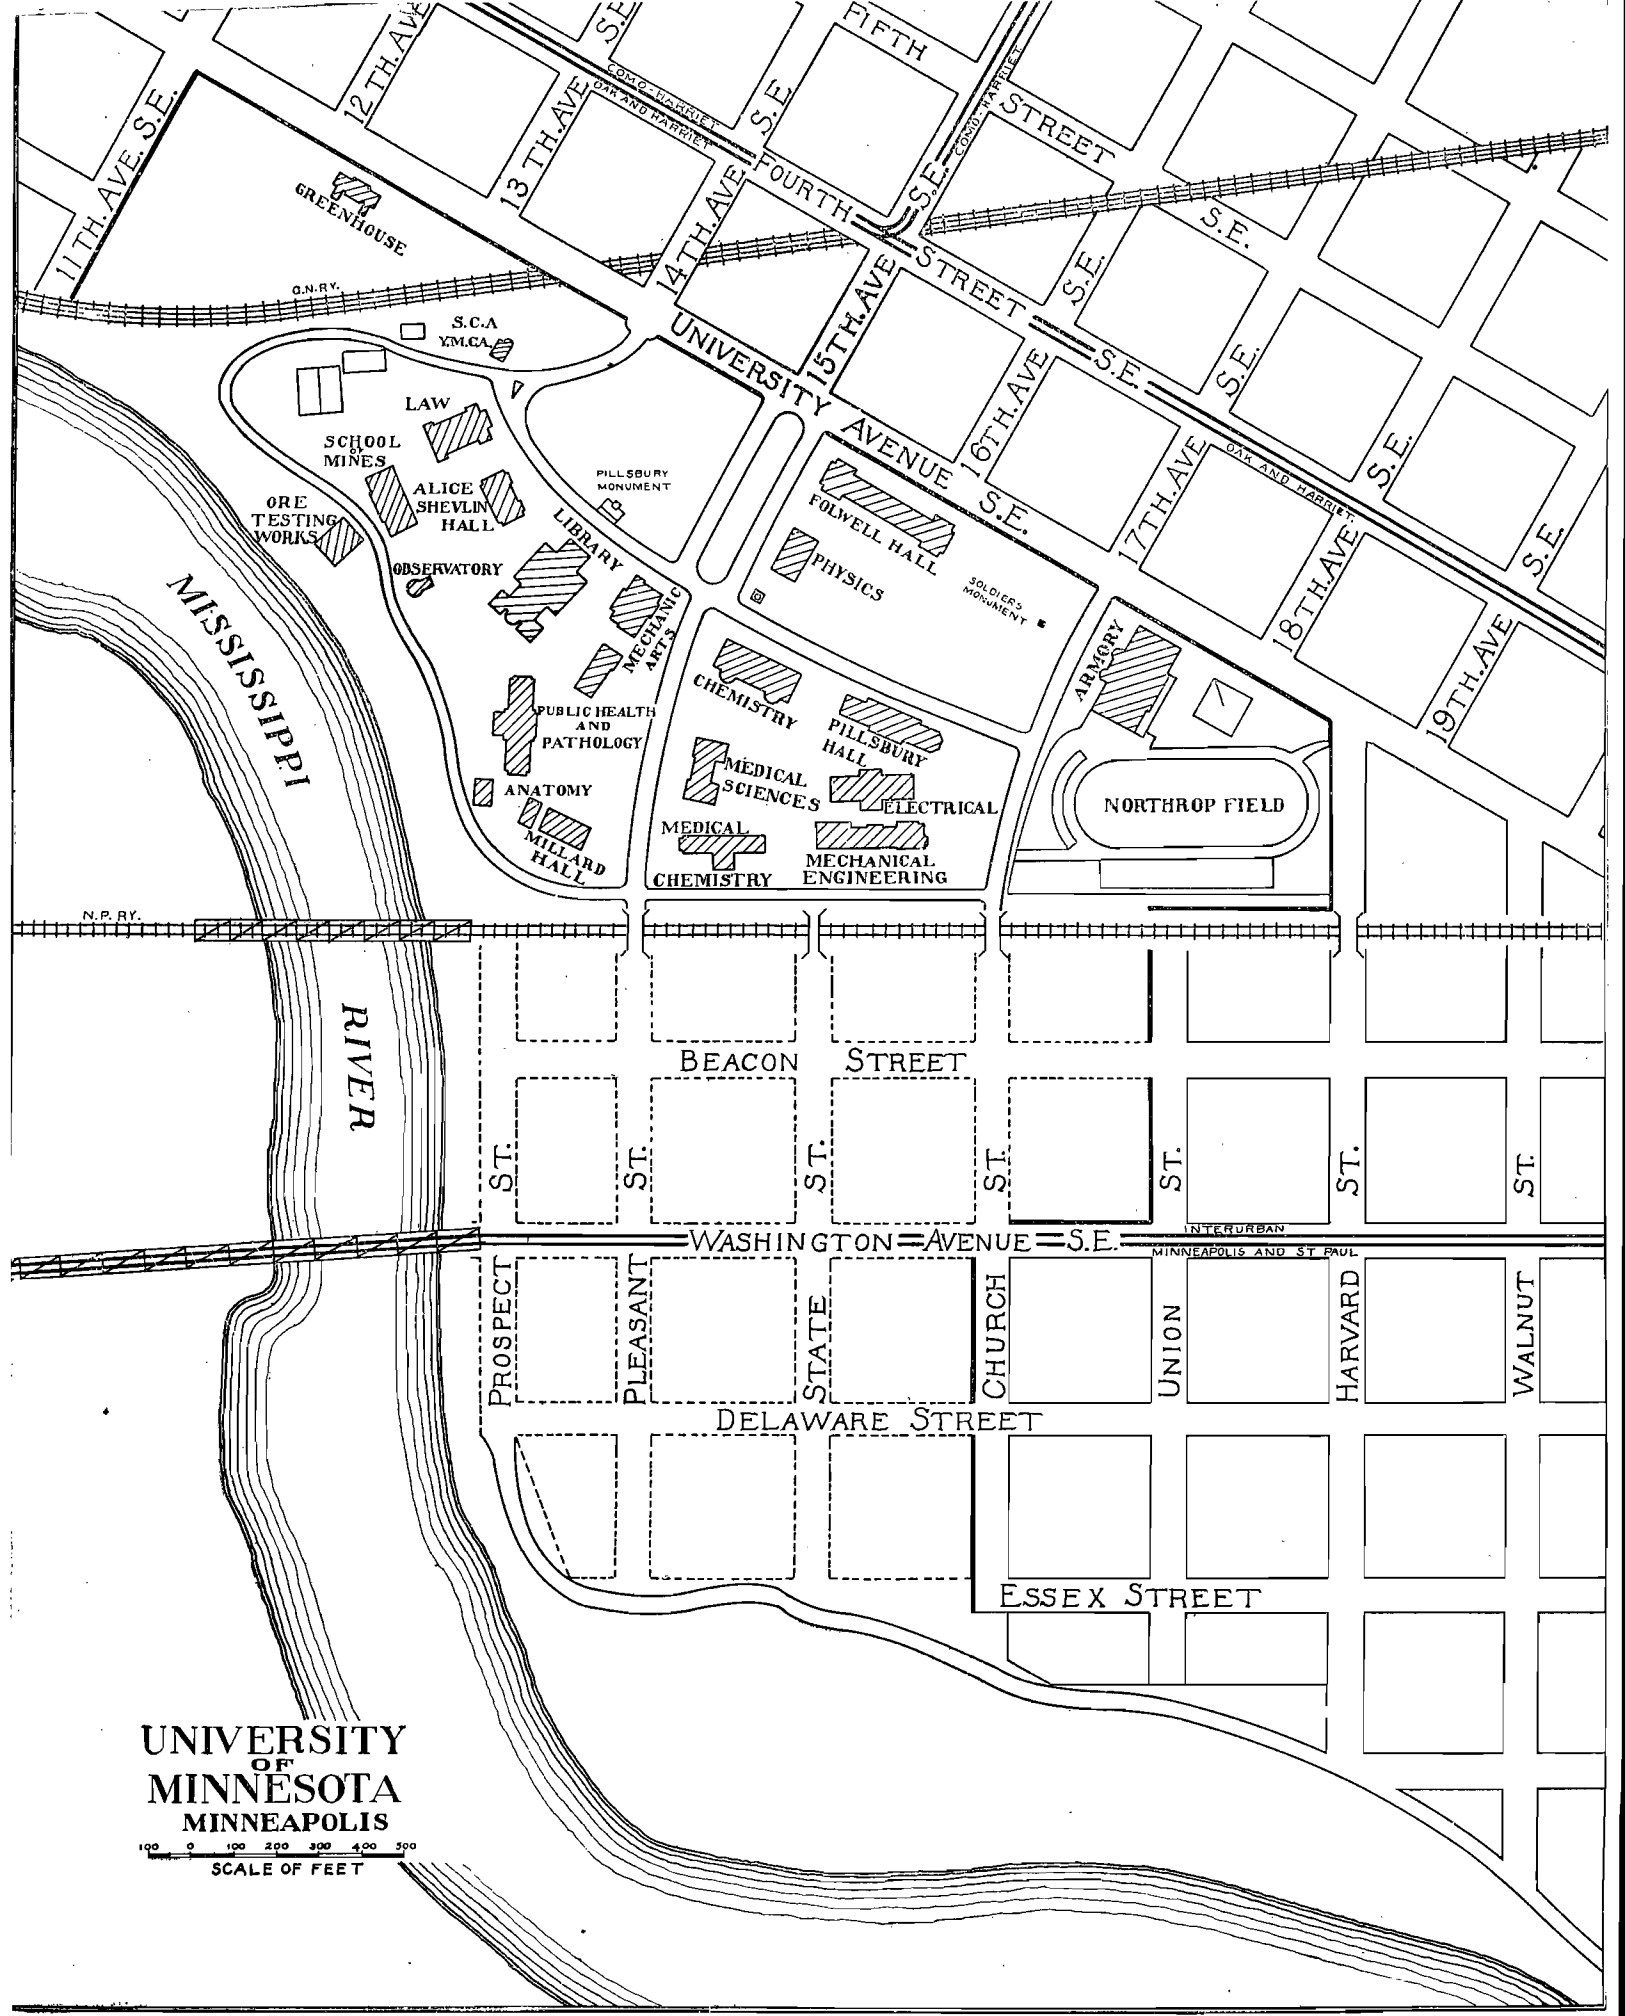 FIFTH
STREET
S.E.
12 TH. AVE
S.E.
COMO-HARRIET
OAK AND HARRIET
COMO-HARRIET
S.E.
11 TH. AVE. S.E.
13 TH. AVE
14 TH. AVE
FOURTH
STREET
S.E.
S.E.
GREENHOUSE
G.N.RY.
15TH. AVE
S.E.
S.E.
S.E.
S.E.
S.C.A
Y.M.C.A.
UNIVERSITY
AVENUE
S.E.
16TH. AVE
17TH. AVE
OAK AND HARRIET.
18TH. AVE.
19TH. AVE
LAW
SCHOOL
OF
MINES
ALICE
SHEVLIN
HALL
ORE
TESTING
WORKS
PILLSBURY
MONUMENT
LIBRARY
OBSERVATORY
FOLWELL HALL
PHYSICS
SOLDIERS
MONUMENT
MECHANIC
ARTS
ARMORY
CHEMISTRY
PILLSBURY
HALL
PUBLIC HEALTH
AND
PATHOLOGY
MEDICAL
SCIENCES
ELECTRICAL
ANATOMY
MILLARD
HALL
MEDICAL
CHEMISTRY
MECHANICAL
ENGINEERING
NORTHROP FIELD
MISSISSIPPI
RIVER
N.P. RY.
BEACON STREET
ST.
ST.
ST.
ST.
ST.
ST.
ST.
WASHINGTON AVENUE S.E.
INTERURBAN
MINNEAPOLIS AND ST PAUL
PROSPECT
PLEASANT
STATE
CHURCH
UNION
HARVARD
WALNUT
DELAWARE STREET
ESSEX STREET
UNIVERSITY
OF
MINNESOTA
MINNEAPOLIS
100 0 100 200 300 400 500
SCALE OF FEET